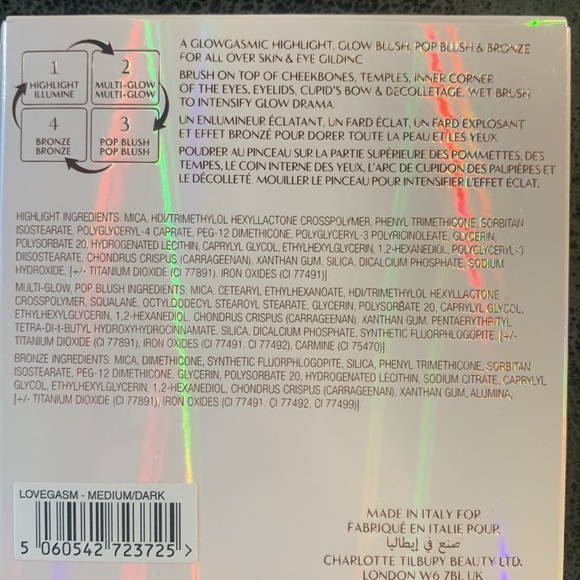 1
HIGHLIGHT
ILLUMINE
2
MULTI-GLOW
MULTI-GLOW
4
BRONZE
BRONZE
3
POP BLUSH
POP BLUSH
A GLOWGASMIC HIGHLIGHT, GLOW BLUSH, POP BLUSH & BRONZE
FOR ALL OVER SKIN & EYE GILDING
BRUSH ON TOP OF CHEEKBONES, TEMPLES, INNER CORNER
OF THE EYES, EYELIDS, CUPID'S BOW & DECOLLETAGE. WET BRUSH
TO INTENSIFY GLOW DRAMA
UN ENLUMINEUR ÉCLATANT, UN FARD ÉCLAT, UN FARD EXPLOSANT
ET EFFET BRONZÉ POUR DORER TOUTE LA PEAU ET LES YEUX
POUDRER AU PINCEAU SUR LA PARTIE SUPÉRIEURE DES POMMETTES, DES
TEMPES, LE COIN INTERNE DES YEUX, L'ARC DE CUPIDON DES PAUPIÈRES ET
LE DÉCOLLETÉ. MOUILLER LE PINCEAU POUR INTENSIFIER L'EFFET ÉCLAT.
HIGHLIGHT INGREDIENTS: MICA, HDI/TRIMETHYLOL HEXYLLACTONE CROSSPOLYMER, PHENYL TRIMETHICONE, SORBITAN
ISOSTEARATE, POLYGLYCERYL-4 CAPRATE, PEG-12 DIMETHICONE, POLYGLYCERYL-3 POLYRICINOLEATE, GLYCERIN,
POLYSORBATE 20, HYDROGENATED LECITHIN, CAPRYLYL GLYCOL, ETHYLHEXYLGLYCERIN, 1,2-HEXANEDIOL, POLYGLYCERYL-3
DIISOSTEARATE, CHONDRUS CRISPUS (CARRAGEENAN), XANTHAN GUM, SILICA, DICALCIUM PHOSPHATE, SODIUM
HYDROXIDE, [+/- TITANIUM DIOXIDE (CI 77891), IRON OXIDES (CI 77491)]
MULTI-GLOW, POP BLUSH INGREDIENTS: MICA, CETEARYL ETHYLHEXANOATE, HDI/TRIMETHYLOL HEXYLLACTONE
CROSSPOLYMER, SQUALANE, OCTYLDODECYL STEAROYL STEARATE, GLYCERIN, POLYSORBATE 20, CAPRYLYL GLYCOL,
ETHYLHEXYLGLYCERIN, 1,2-HEXANEDIOL, CHONDRUS CRISPUS (CARRAGEENAN), XANTHAN GUM, PENTAERYTHRITYL
TETRA-DI-t-BUTYL HYDROXYHYDROCINNAMATE, SILICA, DICALCIUM PHOSPHATE, SYNTHETIC FLUORPHLOGOPITE, [+/-
TITANIUM DIOXIDE (CI 77891), IRON OXIDES (CI 77491, CI 77492), CARMINE (CI 75470)].
BRONZE INGREDIENTS: MICA, DIMETHICONE, SYNTHETIC FLUORPHLOGOPITE, SILICA, PHENYL TRIMETHICONE, SORBITAN
ISOSTEARATE, PEG-12 DIMETHICONE, GLYCERIN, POLYSORBATE 20, HYDROGENATED LECITHIN, SODIUM CITRATE, CAPRYLYL
GLYCOL, ETHYLHEXYLGLYCERIN, 1,2-HEXANEDIOL, CHONDRUS CRISPUS (CARRAGEENAN), XANTHAN GUM, ALUMINA,
[+/- TITANIUM DIOXIDE (CI 77891), IRON OXIDES (CI 77491, CI 77492, CI 77499)]
LOVEGASM - MEDIUM/DARK
5 060542 723725 >
MADE IN ITALY FOR
FABRIQUÉ EN ITALIE POUR
صنع في إيطاليا
CHARLOTTE TILBURY BEAUTY LTD.
LONDON W6 7BJ, UK